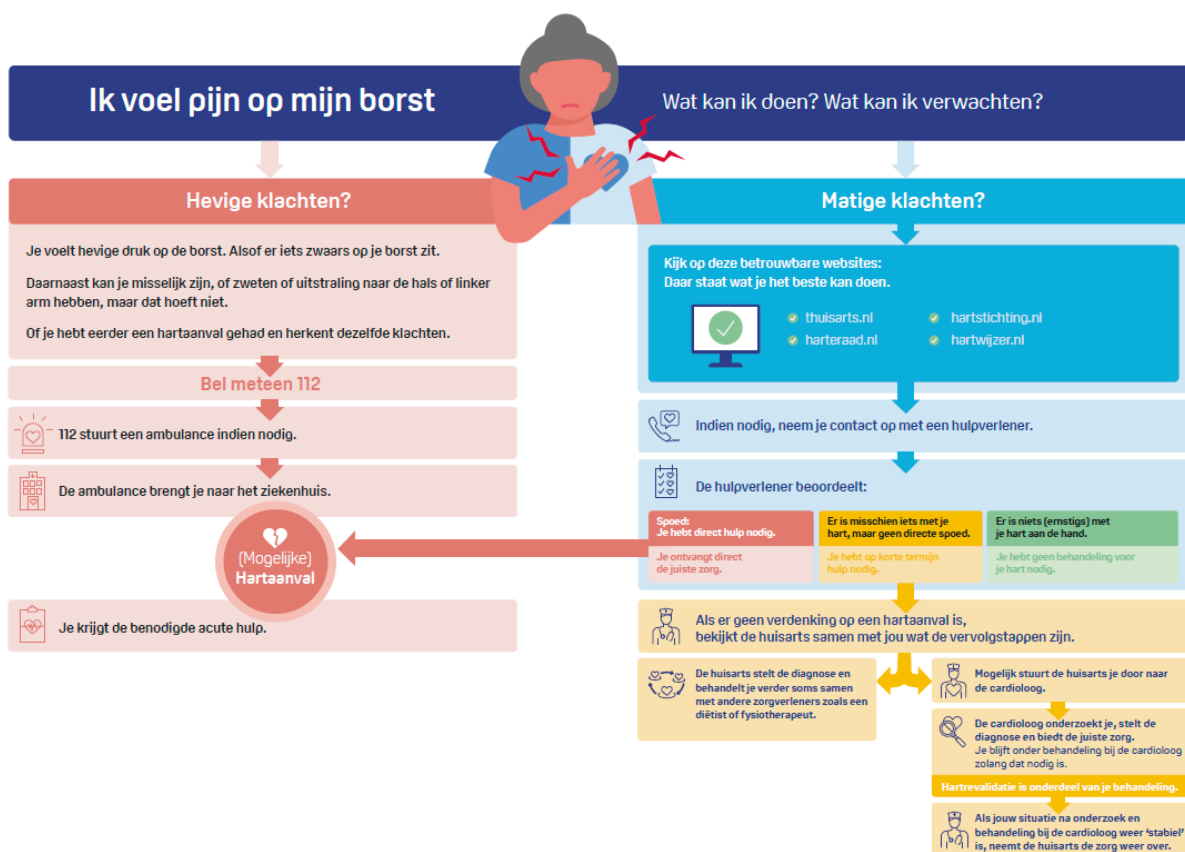 Ik voel pijn op mijn borst
Wat kan ik doen? Wat kan ik verwachten?
Hevige klachten?
Je voelt hevige druk op de borst. Alsof er iets zwaars op je borst zit.
Daarnaast kan je misselijk zijn, of zweten of uitstraling naar de hals of linker
arm hebben, maar dat hoeft niet.
Of je hebt eerder een hartaanval gehad en herkent dezelfde klachten.
Bel meteen 112
112 stuurt een ambulance indien nodig.
De ambulance brengt je naar het ziekenhuis.
(Mogelijke)
Hartaanval
Je krijgt de benodigde acute hulp.
Matige klachten?
Kijk op deze betrouwbare websites:
Daar staat wat je het beste kan doen.
thuisarts.nl
hartstichting.nl
harteraad.nl
hartwijzer.nl
Indien nodig, neem je contact op met een hulpverlener.
De hulpverlener beoordeelt:
Spoed:
Je hebt direct hulp nodig.
Je ontvangt direct
de juiste zorg.
Er is misschien iets met je
hart, maar geen directe spoed.
Je hebt op korte termijn
hulp nodig.
Er is niets (ernstigs) met
je hart aan de hand.
Je hebt geen behandeling voor
je hart nodig.
Als er geen verdenking op een hartaanval is,
bekijkt de huisarts samen met jou wat de vervolgstappen zijn.
De huisarts stelt de diagnose en
behandelt je verder soms samen
met andere zorgverleners zoals een
diëtist of fysiotherapeut.
Mogelijk stuurt de huisarts je door naar
de cardioloog.
De cardioloog onderzoekt je, stelt de
diagnose en biedt de juiste zorg.
Je blijft onder behandeling bij de cardioloog
zolang dat nodig is.
Hartrevalidatie is onderdeel van je behandeling.
Als jouw situatie na onderzoek en
behandeling bij de cardioloog weer 'stabiel'
is, neemt de huisarts de zorg weer over.